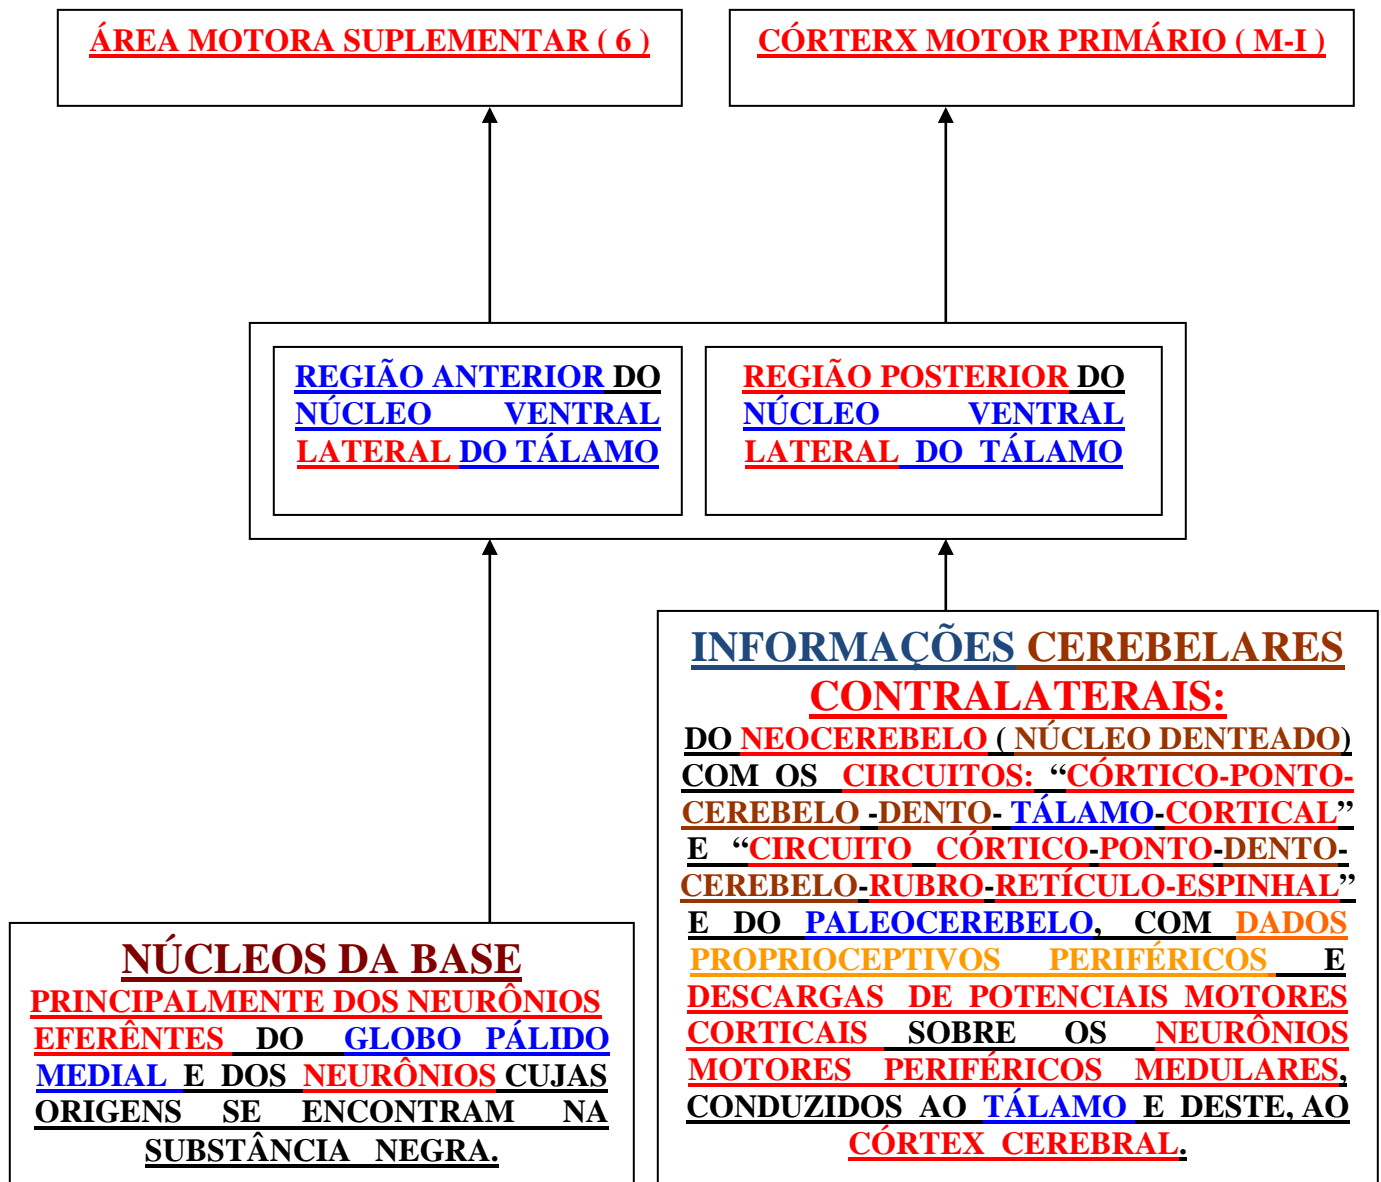 ÁREA MOTORA SUPLEMENTAR ( 6 )
CÓRTERX MOTOR PRIMÁRIO ( M-I )
REGIÃO ANTERIOR DO
NÚCLEO VENTRAL
LATERAL DO TÁLAMO
REGIÃO POSTERIOR DO
NÚCLEO VENTRAL
LATERAL DO TÁLAMO
INFORMAÇÕES CEREBELARES
CONTRALATERAIS:
DO NEOCEREBELO ( NÚCLEO DENTEADO)
COM OS CIRCUITOS: “CÓRTICO-PONTO-
CEREBELO -DENTO- TÁLAMO-CORTICAL”
E “CIRCUITO CÓRTICO-PONTO-DENTO-
CEREBELO-RUBRO-RETÍCULO-ESPINHAL”
E DO PALEOCEREBELO, COM DADOS
PROPRIOCEPTIVOS PERIFÉRICOS E
DESCARGAS DE POTENCIAIS MOTORES
CORTICAIS SOBRE OS NEURÔNIOS
MOTORES PERIFÉRICOS MEDULARES,
CONDUZIDOS AO TÁLAMO E DESTE, AO
CÓRTEX CEREBRAL.
NÚCLEOS DA BASE
PRINCIPALMENTE DOS NEURÔNIOS
EFERÊNTES DO GLOBO PÁLIDO
MEDIAL E DOS NEURÔNIOS CUJAS
ORIGENS SE ENCONTRAM NA
SUBSTÂNCIA NEGRA.